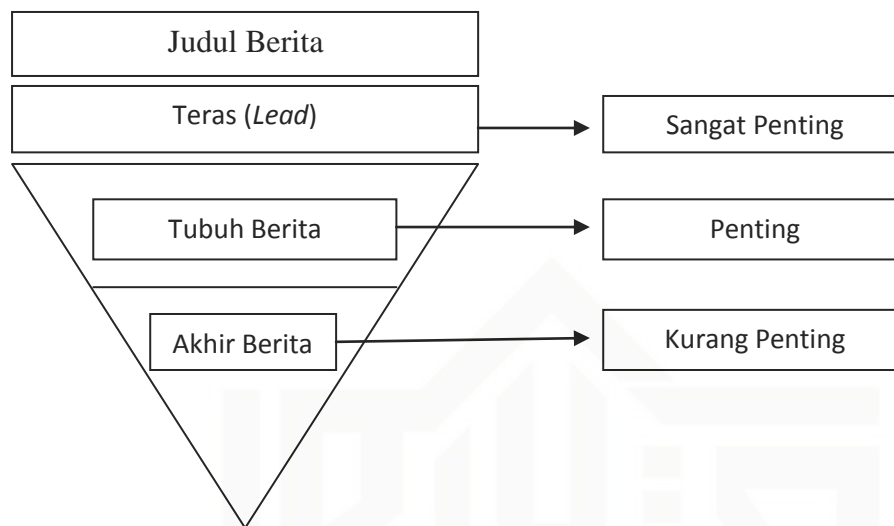 Judul Berita
Teras (Lead)
Sangat Penting
Tubuh Berita
Penting
Akhir Berita
Kurang Penting